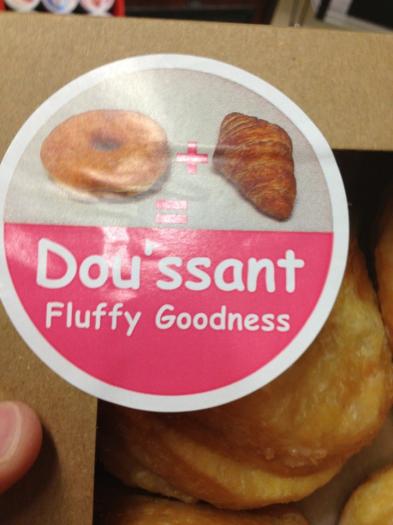 +
=
Dou'ssant
Fluffy Goodness